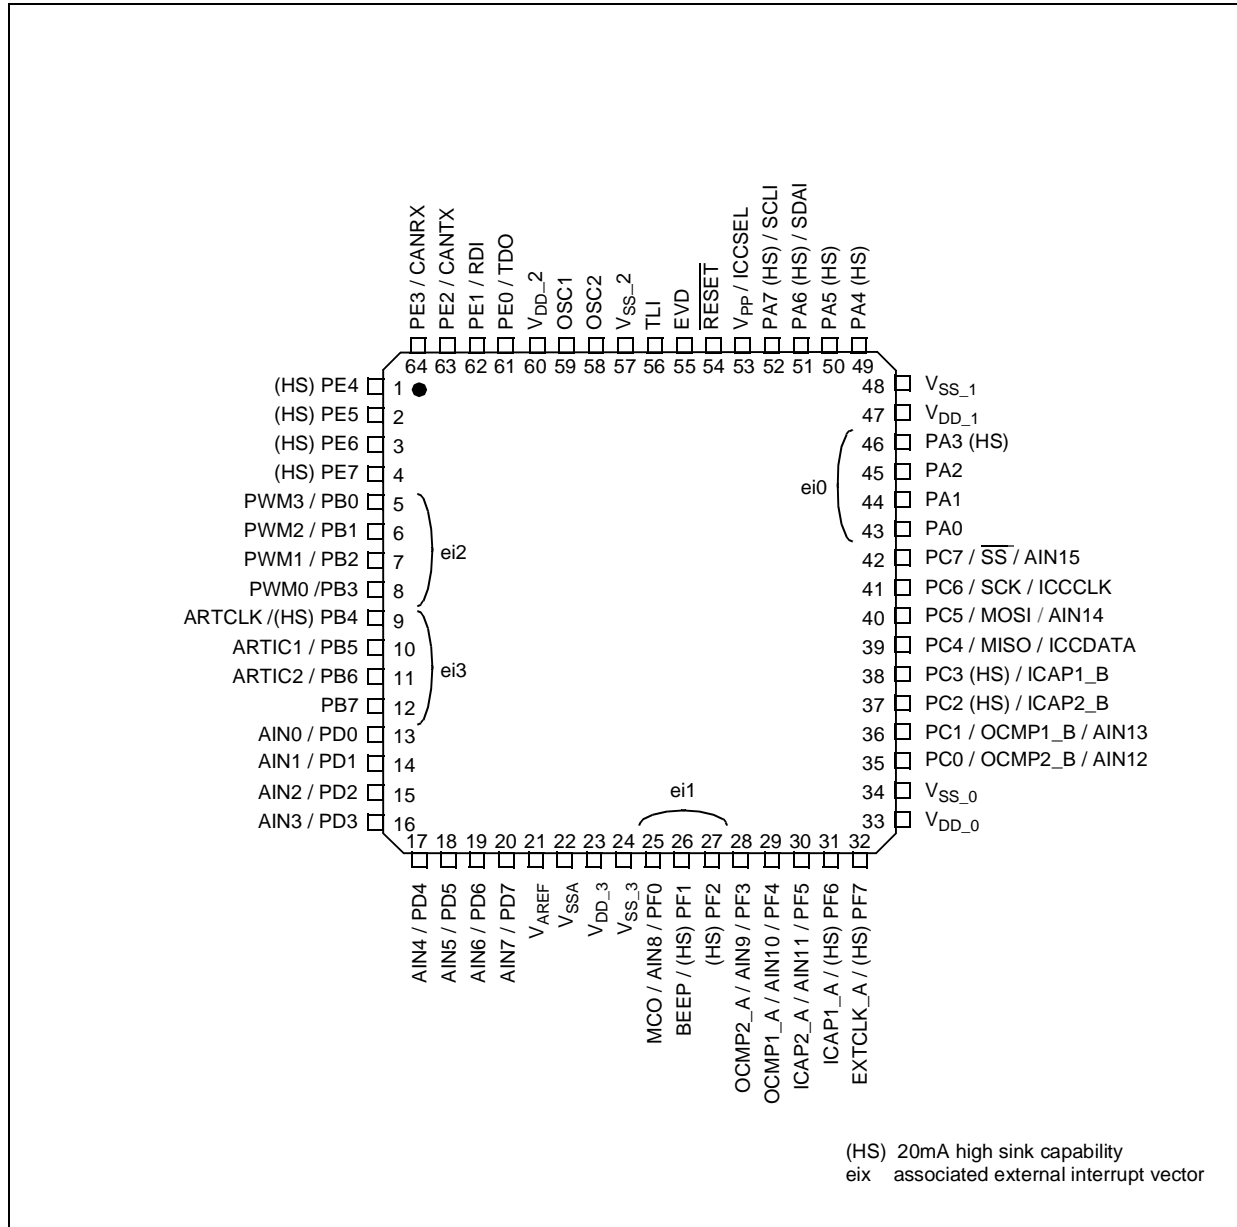 PE3 / CANRX
PE2 / CANTX
PE1 / RDI
PE0 / TDO
VDD_2
OSC1
OSC2
VSS_2
TLI
EVD
RESET
VPP / ICCSEL
PA7 (HS) / SCLI
PA6 (HS) / SDAI
PA5 (HS)
PA4 (HS)
64 63 62 61 60 59 58 57 56 55 54 53 52 51 50 49
(HS) PE4 1
(HS) PE5 2
(HS) PE6 3
(HS) PE7 4
PWM3 / PB0 5
PWM2 / PB1 6
PWM1 / PB2 7
PWM0 /PB3 8
ARTCLK /(HS) PB4 9
ARTIC1 / PB5 10
ARTIC2 / PB6 11
PB7 12
AIN0 / PD0 13
AIN1 / PD1 14
AIN2 / PD2 15
AIN3 / PD3 16
ei2
ei3
ei0
ei1
48 VSS_1
47 VDD_1
46 PA3 (HS)
45 PA2
44 PA1
43 PA0
42 PC7 / SS / AIN15
41 PC6 / SCK / ICCCLK
40 PC5 / MOSI / AIN14
39 PC4 / MISO / ICCDATA
38 PC3 (HS) / ICAP1_B
37 PC2 (HS) / ICAP2_B
36 PC1 / OCMP1_B / AIN13
35 PC0 / OCMP2_B / AIN12
34 VSS_0
33 VDD_0
17 18 19 20 21 22 23 24 25 26 27 28 29 30 31 32
AIN4 / PD4
AIN5 / PD5
AIN6 / PD6
AIN7 / PD7
VAREF
VSSA
VDD_3
VSS_3
MCO / AIN8 / PF0
BEEP / (HS) PF1
(HS) PF2
OCMP2_A / AIN9 / PF3
OCMP1_A / AIN10 / PF4
ICAP2_A / AIN11 / PF5
ICAP1_A / (HS) PF6
EXTCLK_A / (HS) PF7
(HS) 20mA high sink capability
eix associated external interrupt vector